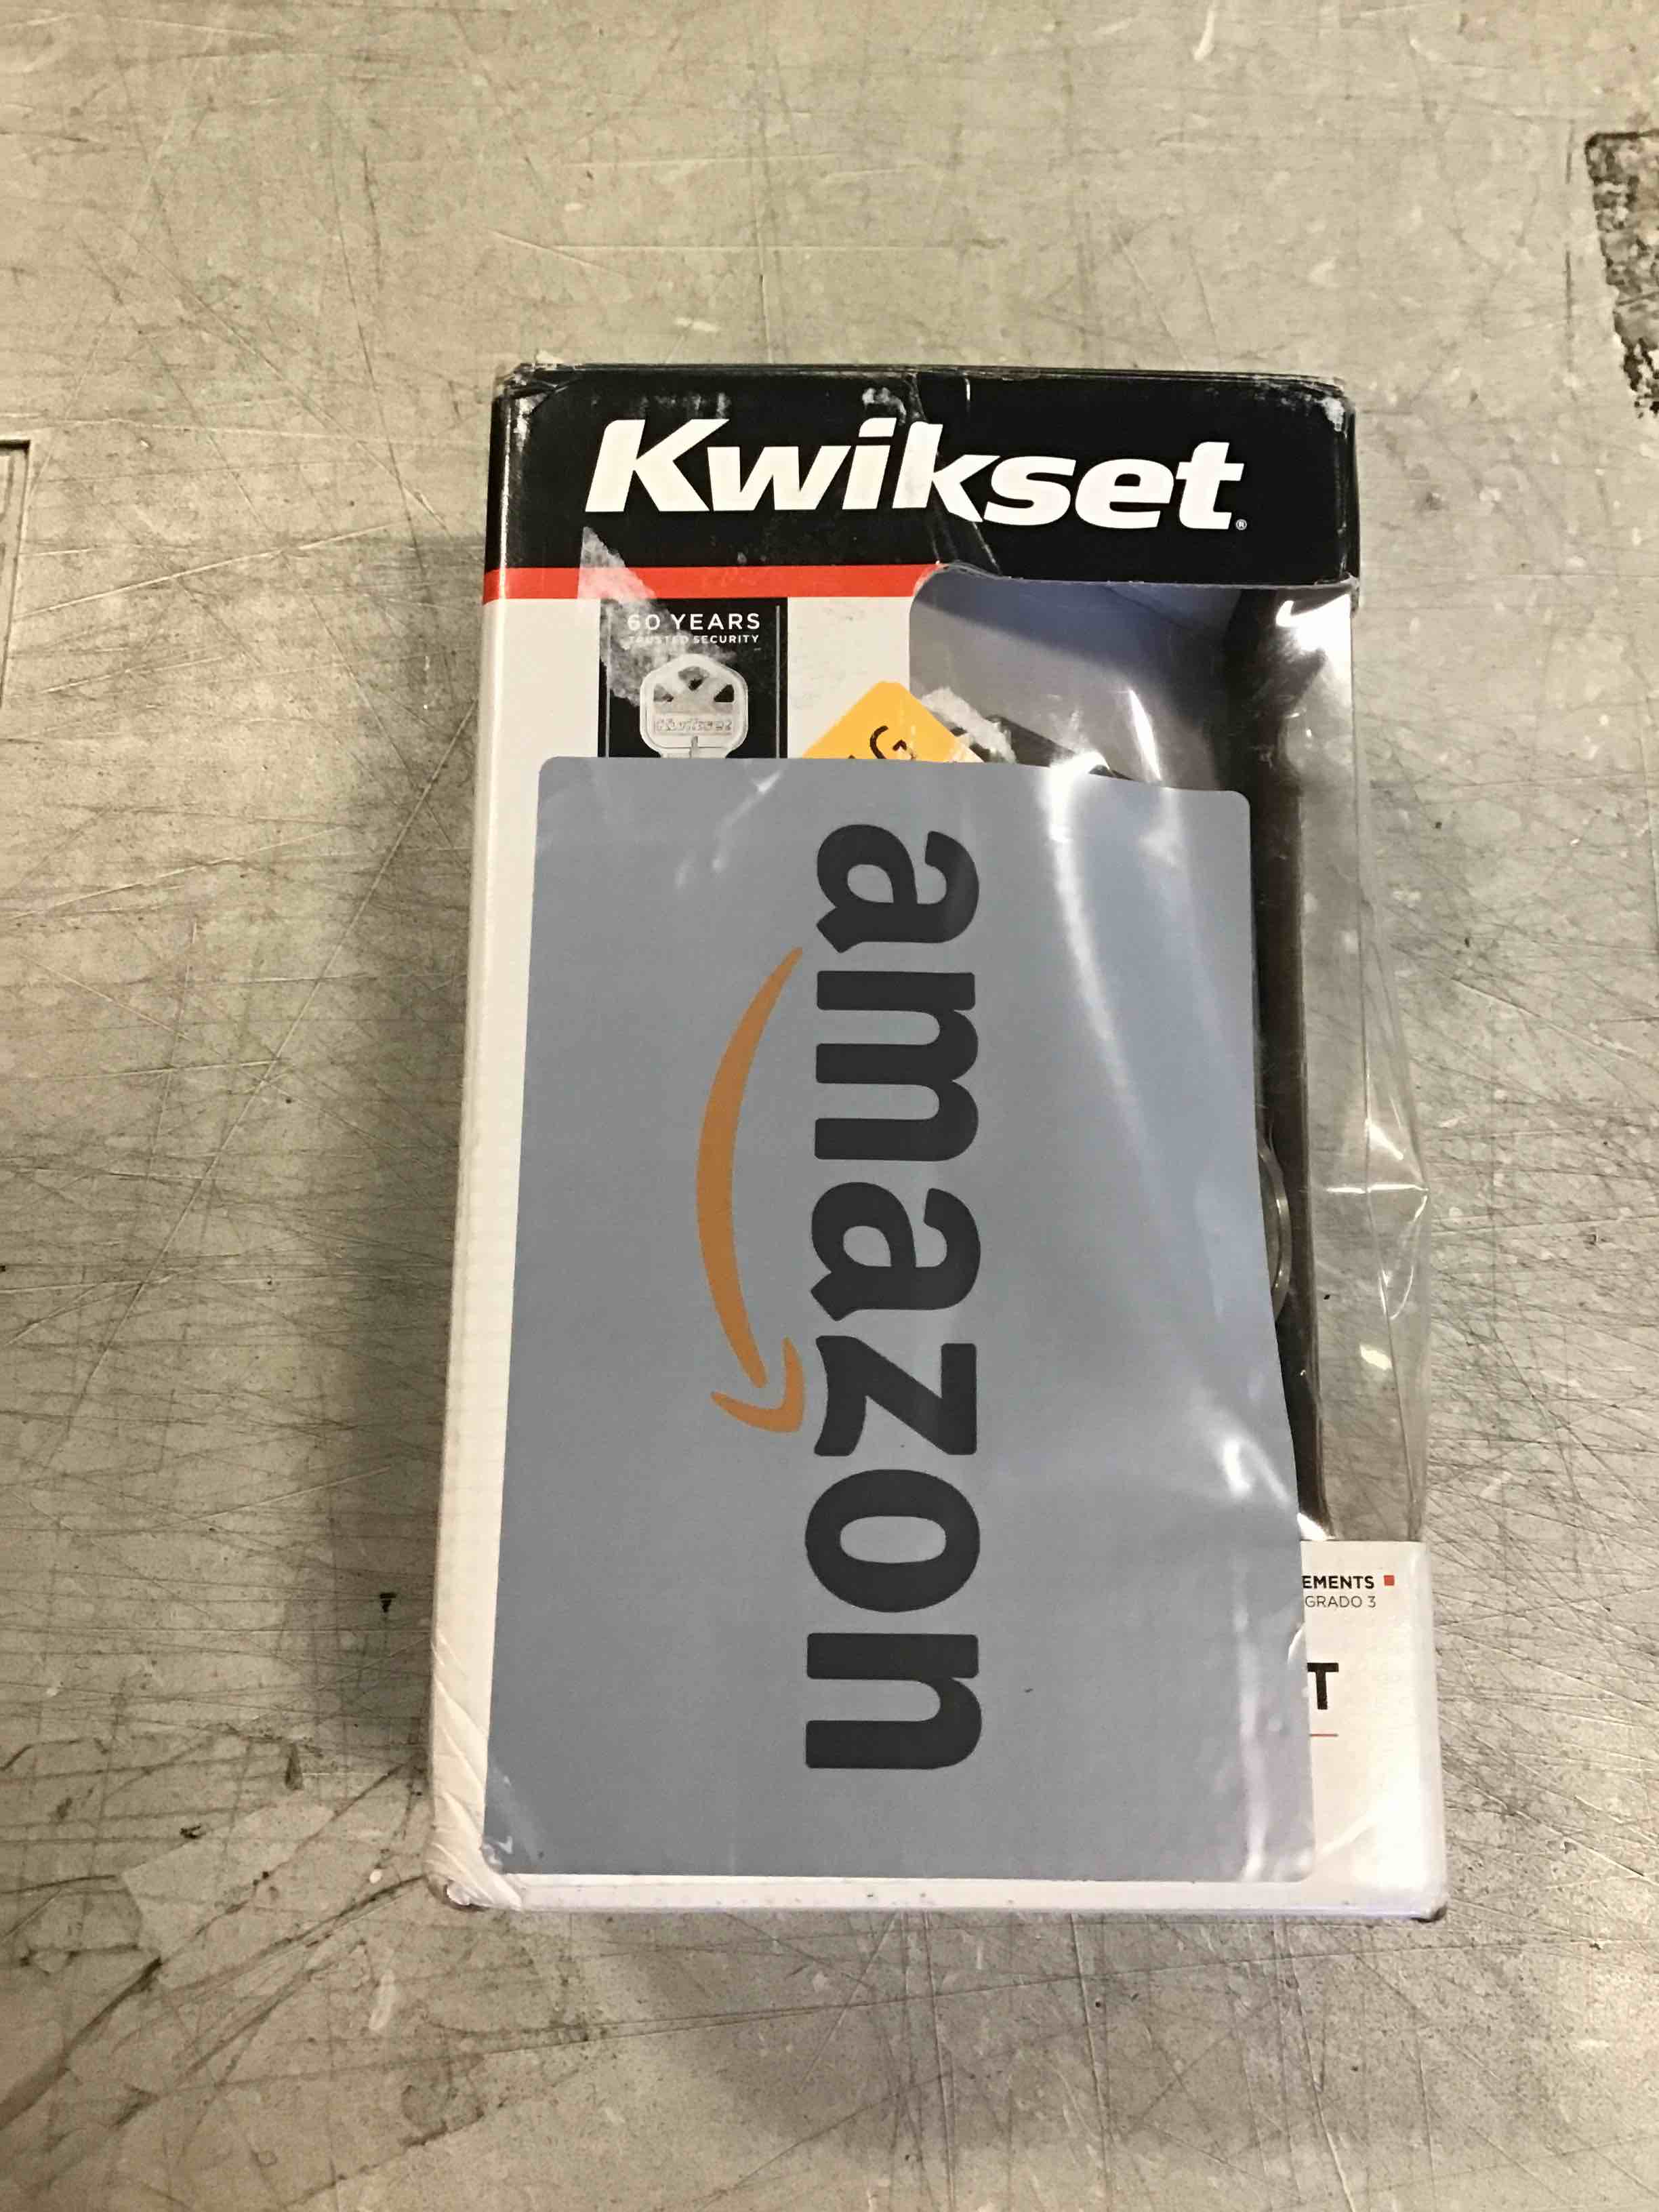 Kwikset®
60 YEARS
TRUSTED SECURITY
Kwikset
amazon
EMENTS
GRADO 3
T